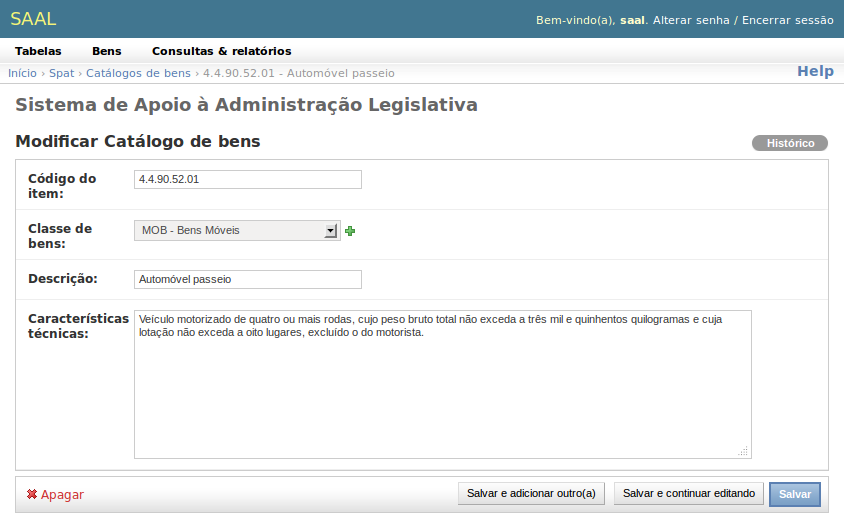 SAAL
Bem-vindo(a), saal. Alterar senha / Encerrar sessão
Tabelas Bens Consultas & relatórios
Início › Spat › Catálogos de bens › 4.4.90.52.01 - Automóvel passeio
Help
Sistema de Apoio à Administração Legislativa
Modificar Catálogo de bens
Histórico
Código do
item:
4.4.90.52.01
Classe de
bens:
MOB - Bens Móveis
Descrição:
Automóvel passeio
Características
técnicas:
Veículo motorizado de quatro ou mais rodas, cujo peso bruto total não exceda a três mil e quinhentos quilogramas e cuja
lotação não exceda a oito lugares, excluído o do motorista.
Apagar
Salvar e adicionar outro(a)
Salvar e continuar editando
Salvar